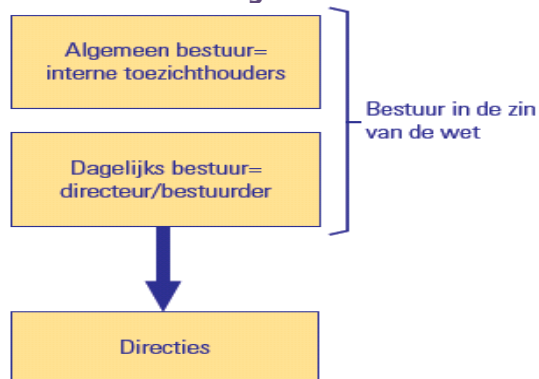 Algemeen bestuur=
interne toezichthouders
Bestuur in de zin
van de wet
Dagelijks bestuur=
directeur/bestuurder
Directies